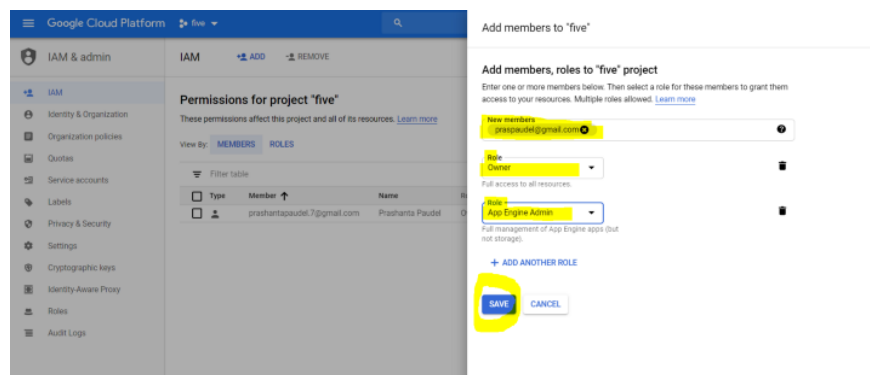 Google Cloud Platform
five
IAM & admin
IAM
Identity & Organization
Organization policies
Quotas
Service accounts
Labels
Privacy & Security
Settings
Cryptographic keys
Identity-Aware Proxy
Roles
Audit Logs
IAM
ADD
REMOVE
Permissions for project "five"
These permissions affect this project and all of its resources. Learn more
View By: MEMBERS ROLES
Filter table
Type Member Name
prashantapaudel.7@gmail.com Prashanta Paudel
Add members to "five"
Add members, roles to "five" project
Enter one or more members below. Then select a role for these members to grant them
access to your resources. Multiple roles allowed. Learn more
New members
praspaudel@gmail.com
Role
Owner
Full access to all resources.
Role
App Engine Admin
Full management of App Engine apps (but
not storage).
+ ADD ANOTHER ROLE
SAVE CANCEL